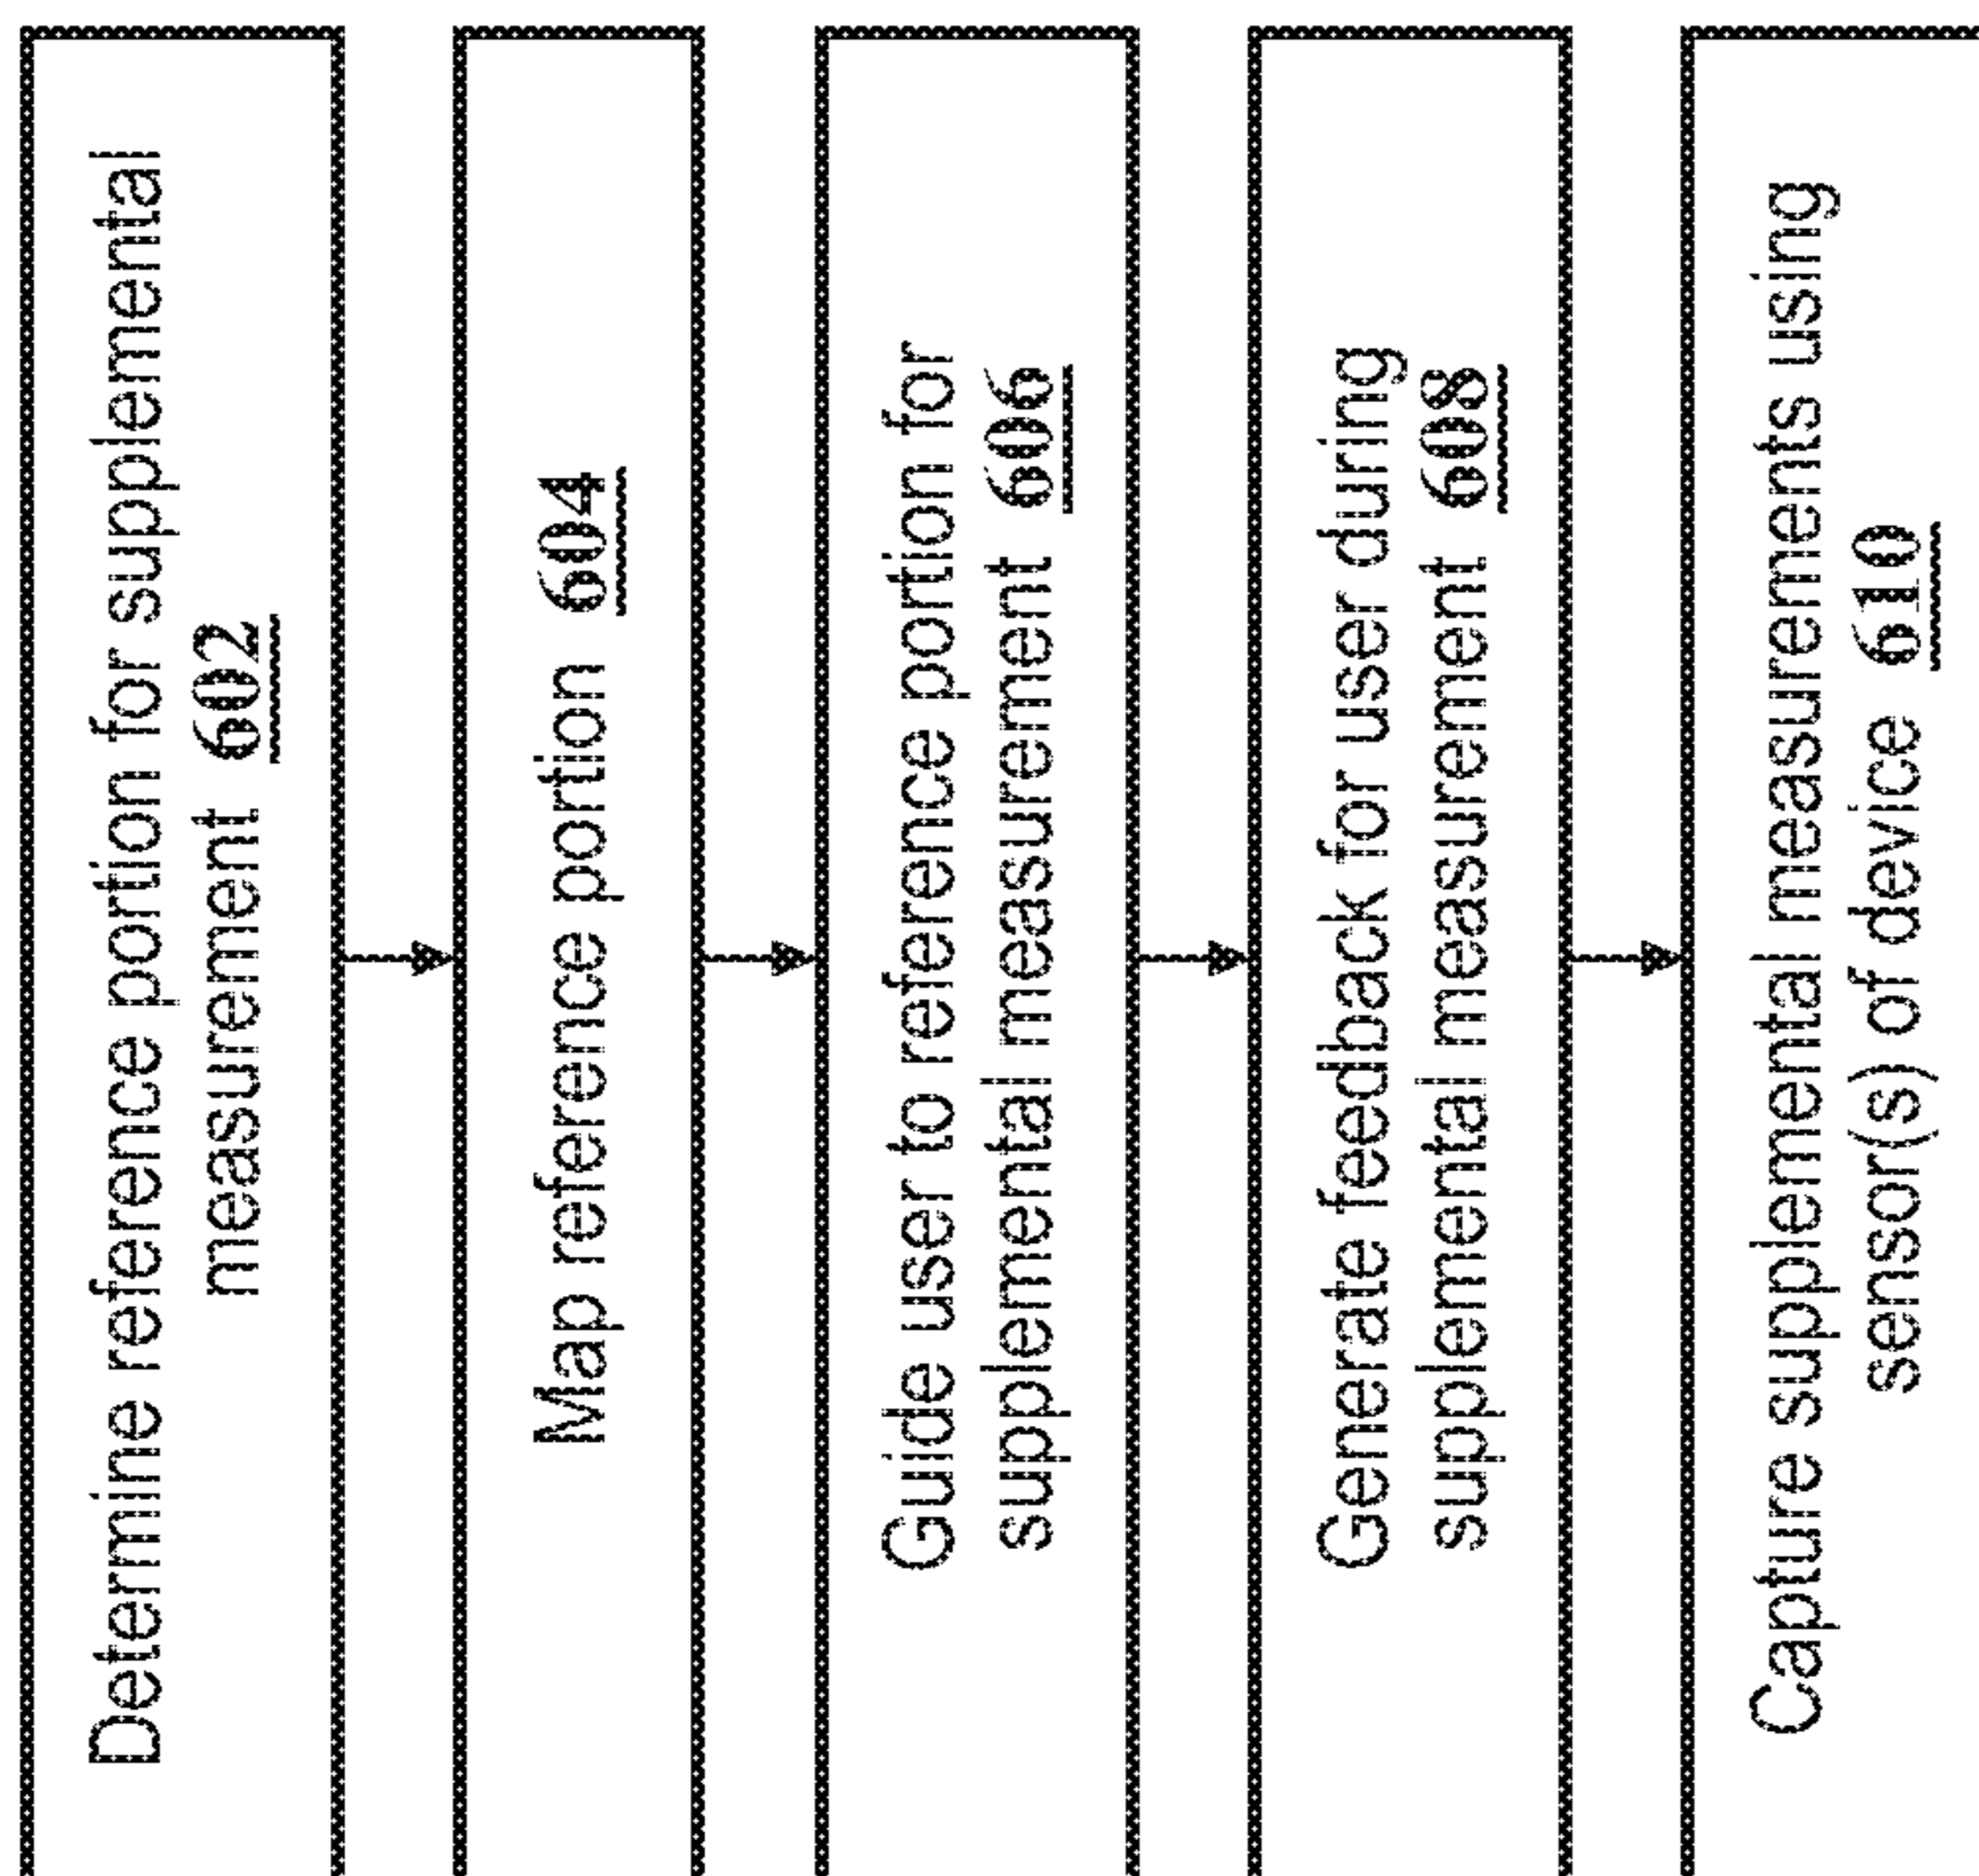 Determine reference portion for supplemental
measurement 602
Map reference portion 604
Guide user to reference portion for
supplemental measurement 606
Generate feedback for user during
supplemental measurement 608
Capture supplemental measurements using
sensor(s) of device 610